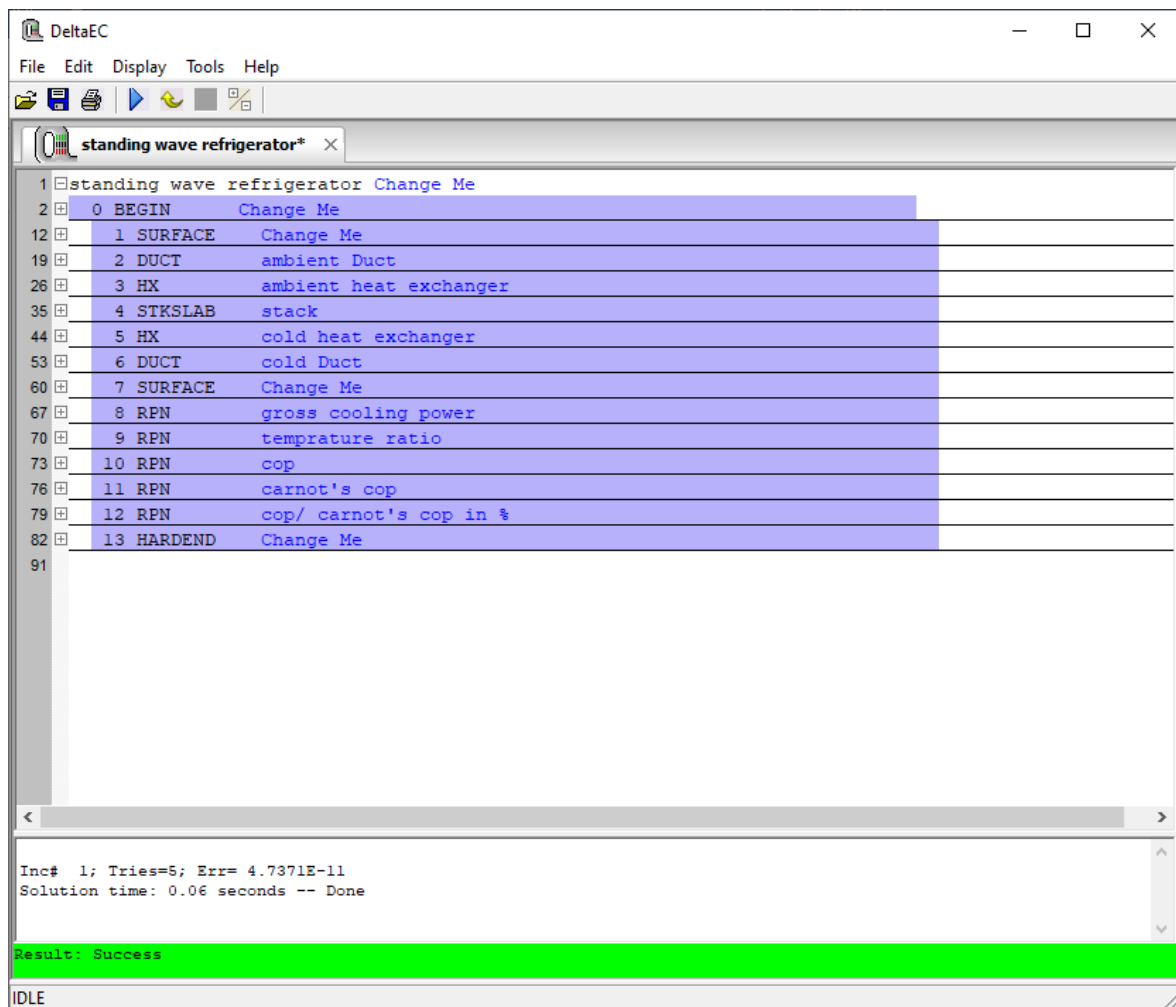 DeltaEC
File Edit Display Tools Help
standing wave refrigerator*
1 standing wave refrigerator Change Me
2 0 BEGIN Change Me
12 1 SURFACE Change Me
19 2 DUCT ambient Duct
26 3 HX ambient heat exchanger
35 4 STKSLAB stack
44 5 HX cold heat exchanger
53 6 DUCT cold Duct
60 7 SURFACE Change Me
67 8 RPN gross cooling power
70 9 RPN temprature ratio
73 10 RPN cop
76 11 RPN carnot's cop
79 12 RPN cop/ carnot's cop in %
82 13 HARDEND Change Me
91
Inc# 1; Tries=5; Err= 4.7371E-11
Solution time: 0.06 seconds -- Done
Result: Success
IDLE